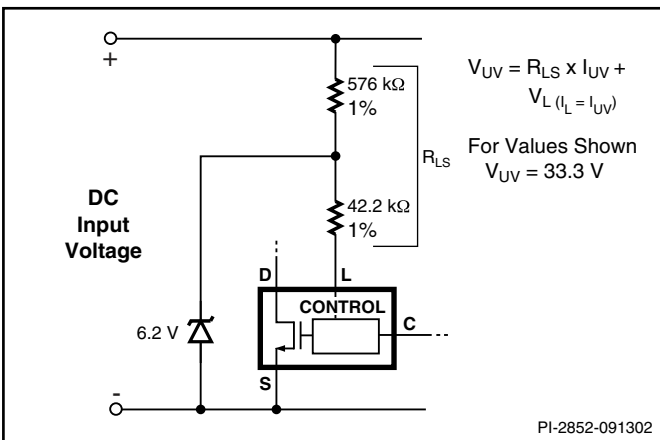 +
576 kΩ
1%
V_UV = R_LS x I_UV +
V_L (I_L = I_UV)
For Values Shown
V_UV = 33.3 V
R_LS
DC
Input
Voltage
42.2 kΩ
1%
D
L
CONTROL
C
6.2 V
S
-
PI-2852-091302